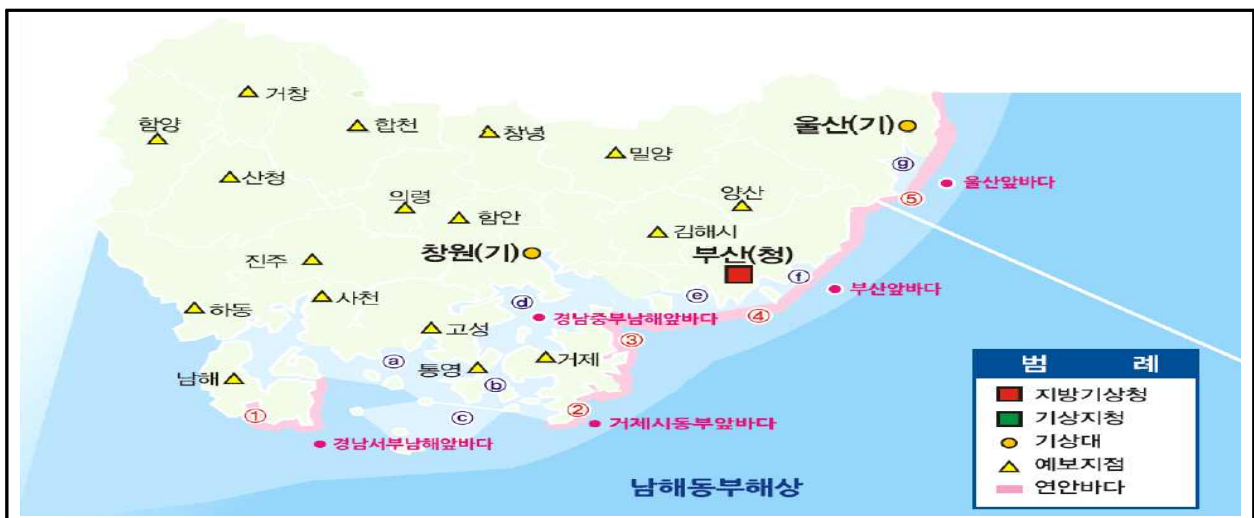 거창
함양
합천
창녕
울산(기)
밀양
ⓖ
산청
울산앞바다
의령
양산
⑤
함안
김해시
창원(기)
부산(청)
진주
ⓕ
사천
ⓔ
부산앞바다
하동
ⓓ
경남중부남해앞바다
④
고성
③
ⓐ
거제
남해
통영
ⓑ
①
ⓒ
②
거제시동부앞바다
경남서부남해앞바다
남해동부해상
범 례
지방기상청
기상지청
기상대
예보지점
연안바다